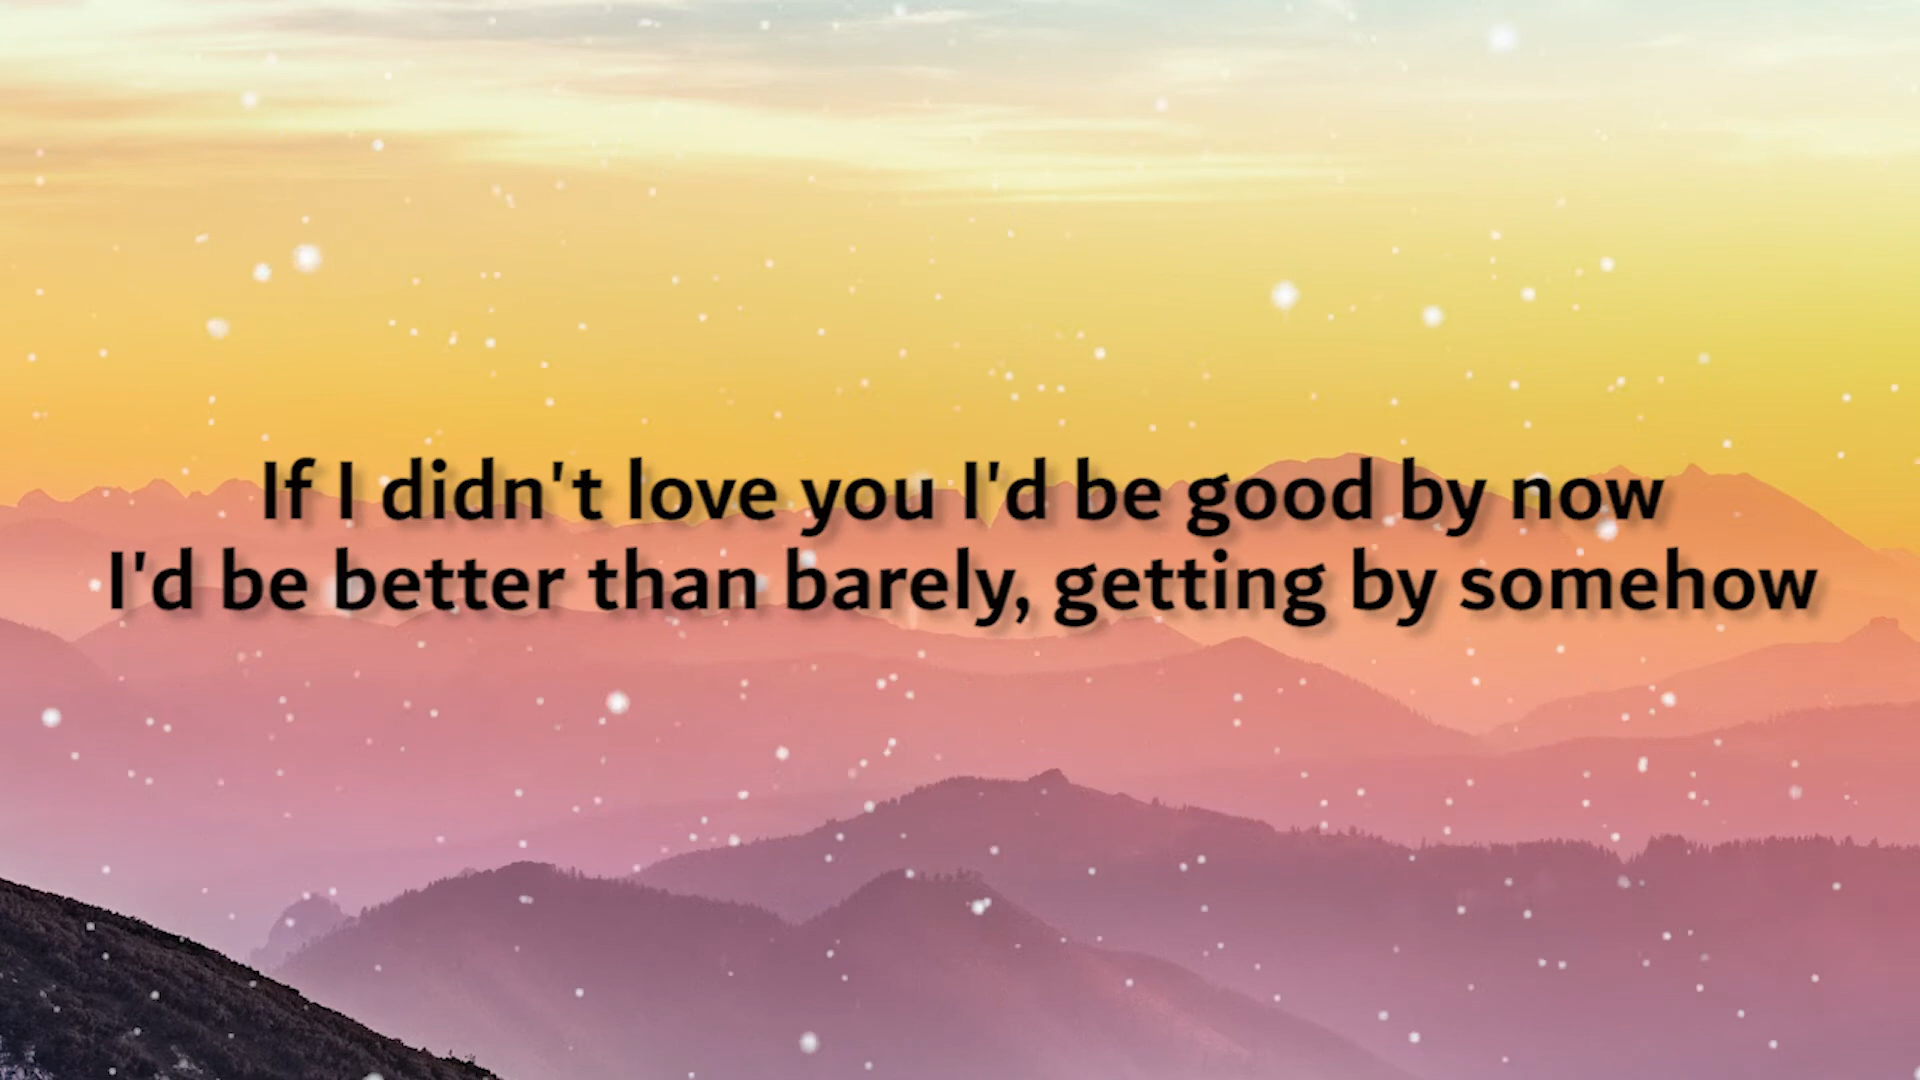 If I didn't love you I'd be good by now
I'd be better than barely, getting by somehow